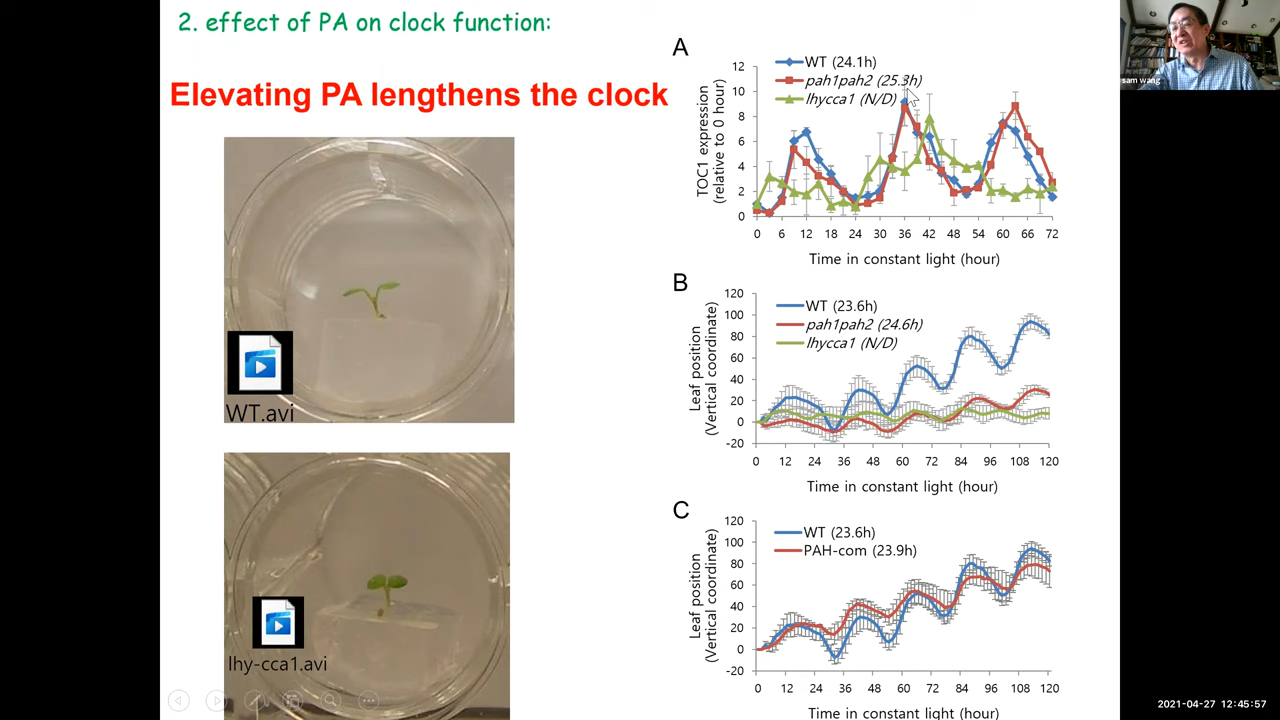 2. effect of PA on clock function:
Elevating PA lengthens the clock
WT.avi
lhy-cca1.avi
A
WT (24.1h)
pah1pah2 (25.3h)
lhycca1 (N/D)
TOC1 expression
(relative to 0 hour)
12
10
8
6
4
2
0
0 6 12 18 24 30 36 42 48 54 60 66 72
Time in constant light (hour)
B
WT (23.6h)
pah1pah2 (24.6h)
lhycca1 (N/D)
Leaf position
(Vertical coordinate)
120
100
80
60
40
20
0
-20
0 12 24 36 48 60 72 84 96 108 120
Time in constant light (hour)
C
WT (23.6h)
PAH-com (23.9h)
Leaf position
(Vertical coordinate)
120
100
80
60
40
20
0
-20
0 12 24 36 48 60 72 84 96 108 120
Time in constant light (hour)
sam wang
2021-04-27 12:45:57